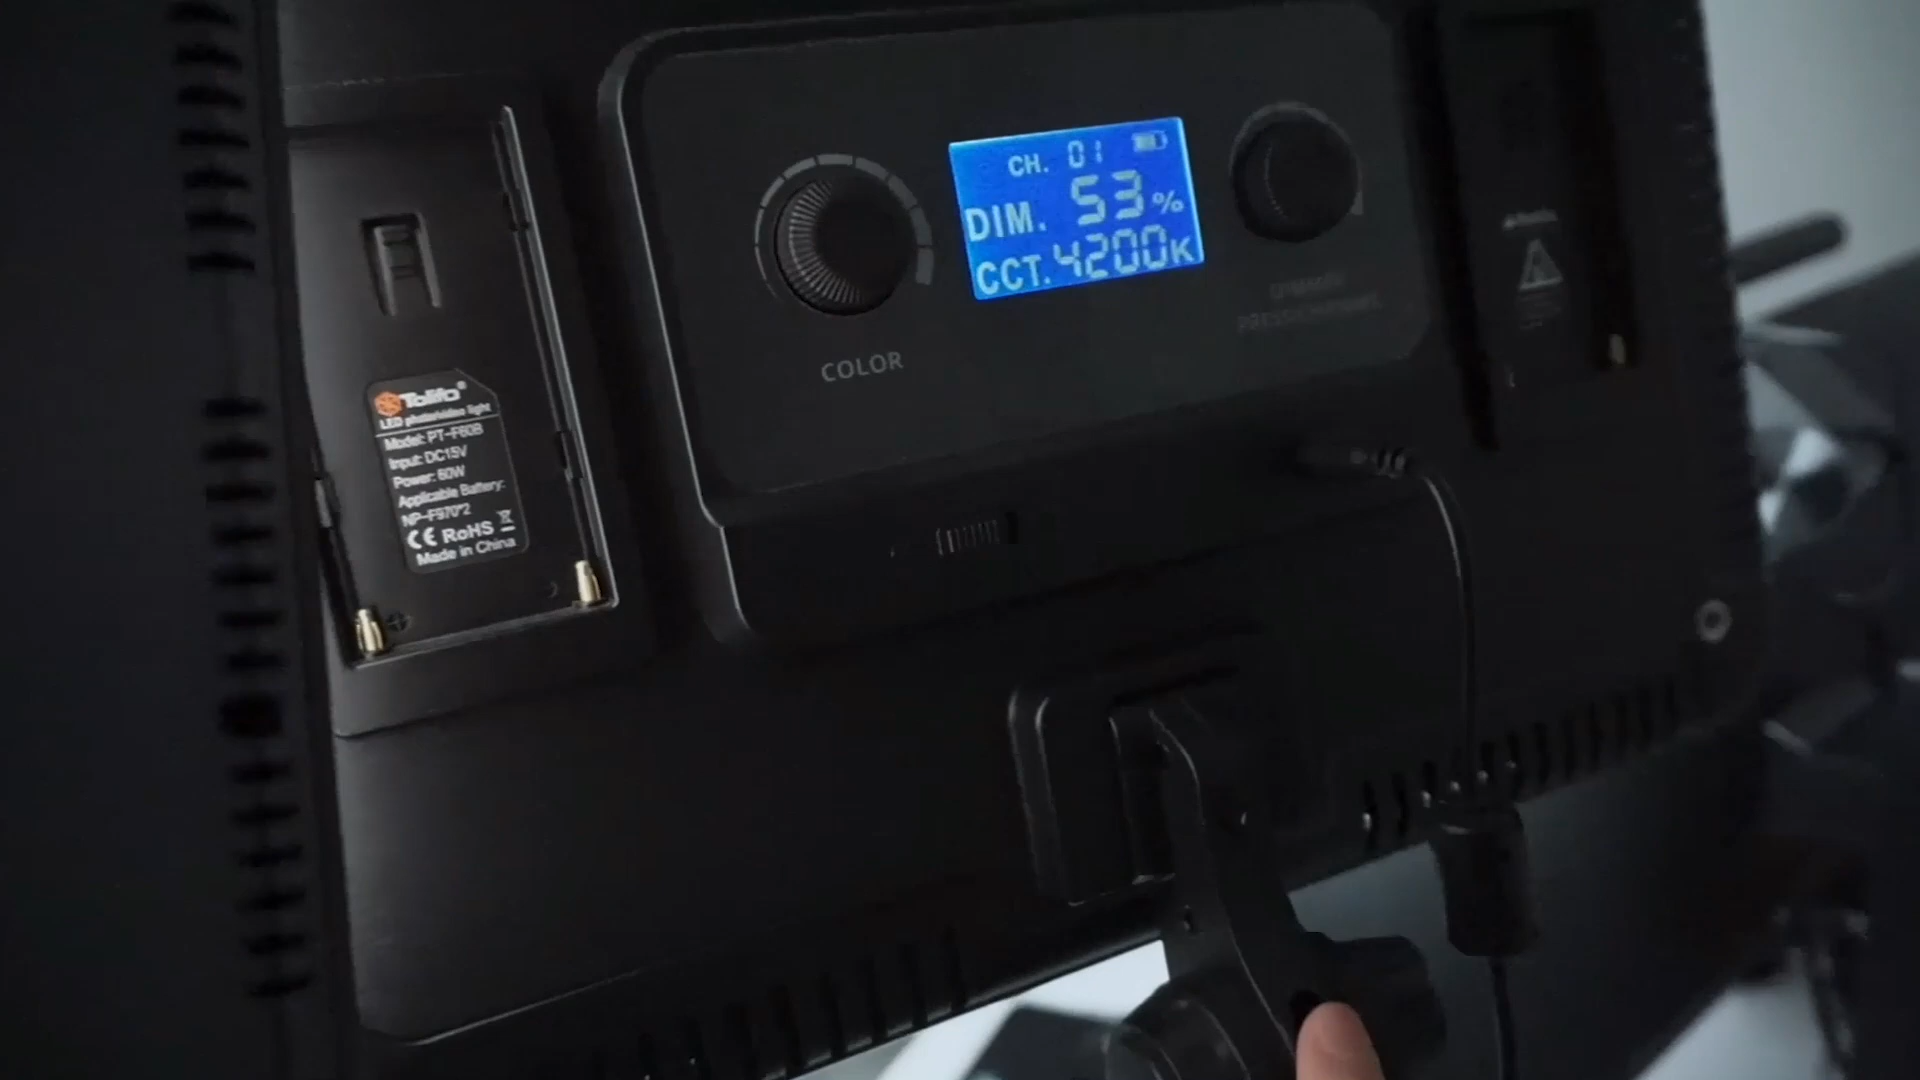 Tolifo®
LED photo/video light
Model: PT-F60B
Input: DC15V
Power: 60W
Applicable Battery:
NP-F970*2
CE RoHS
Made in China
COLOR
CH. 01
DIM. 53%
CCT. 4200K